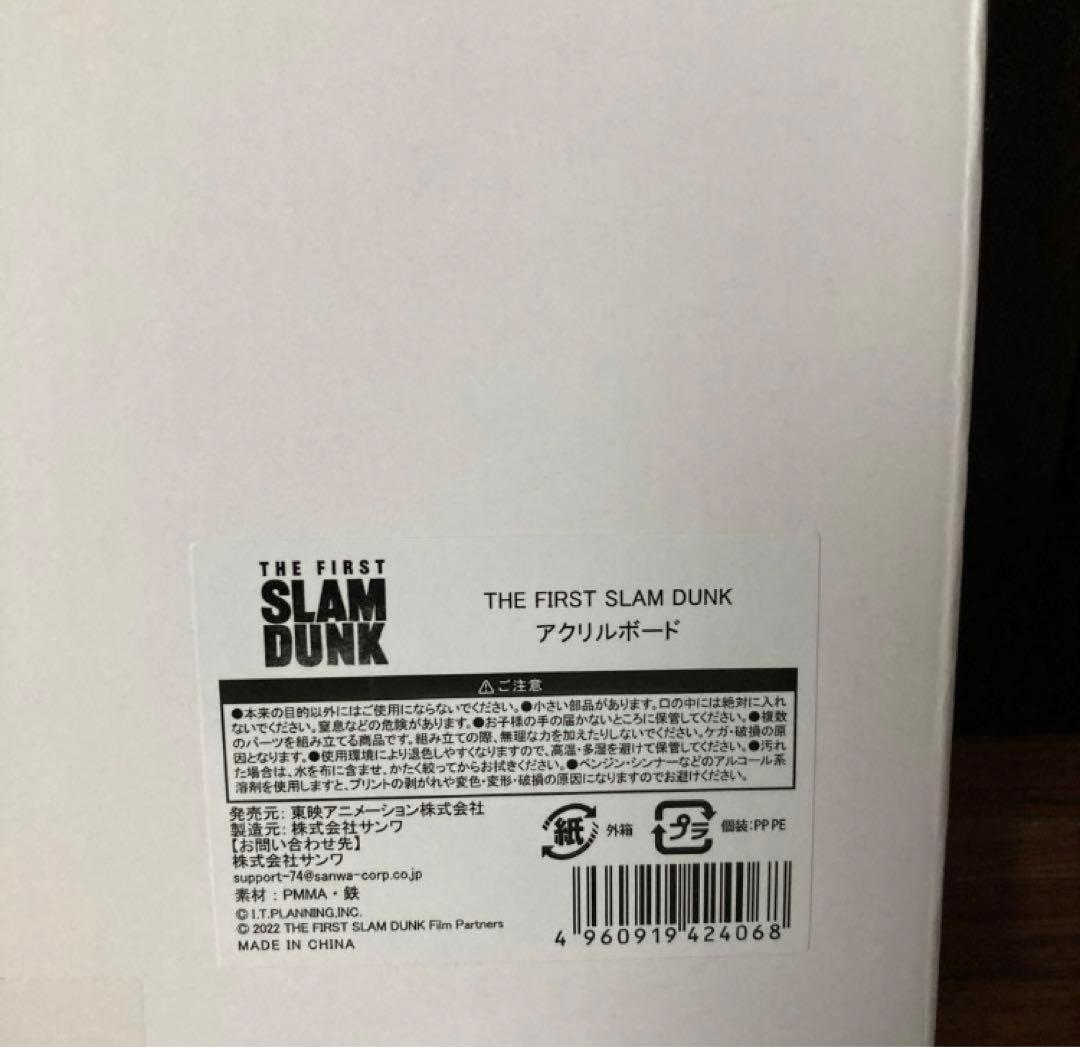 THE FIRST
SLAM
DUNK
THE FIRST SLAM DUNK
アクリルボード
⚠ご注意
●本来の目的以外にはご使用にならないでください。●小さい部品があります。口の中には絶対に入れ
ないでください。窒息などの危険があります。●お子様の手の届かないところに保管してください。●複数
のパーツを組み立てる商品です。組み立ての際、無理な力を加えたりしないでください。ケガ・破損の原
因となります。●使用環境により退色しやすくなりますので、高温・多湿を避けて保管してください。●汚れ
た場合は、水を布に含ませ、かたく絞ってからお拭きください。●ベンジン・シンナーなどのアルコール系
溶剤を使用しますと、プリントの剥がれや変色・変形・破損の原因になりますのでお避けください。
発売元：東映アニメーション株式会社
製造元：株式会社サンワ
【お問い合わせ先】
株式会社サンワ
support-74@sanwa-corp.co.jp
素材：PMMA・鉄
© I.T.PLANNING,INC.
© 2022 THE FIRST SLAM DUNK Film Partners
MADE IN CHINA
紙 外箱
プラ 個装：PP PE
4 960919 424068